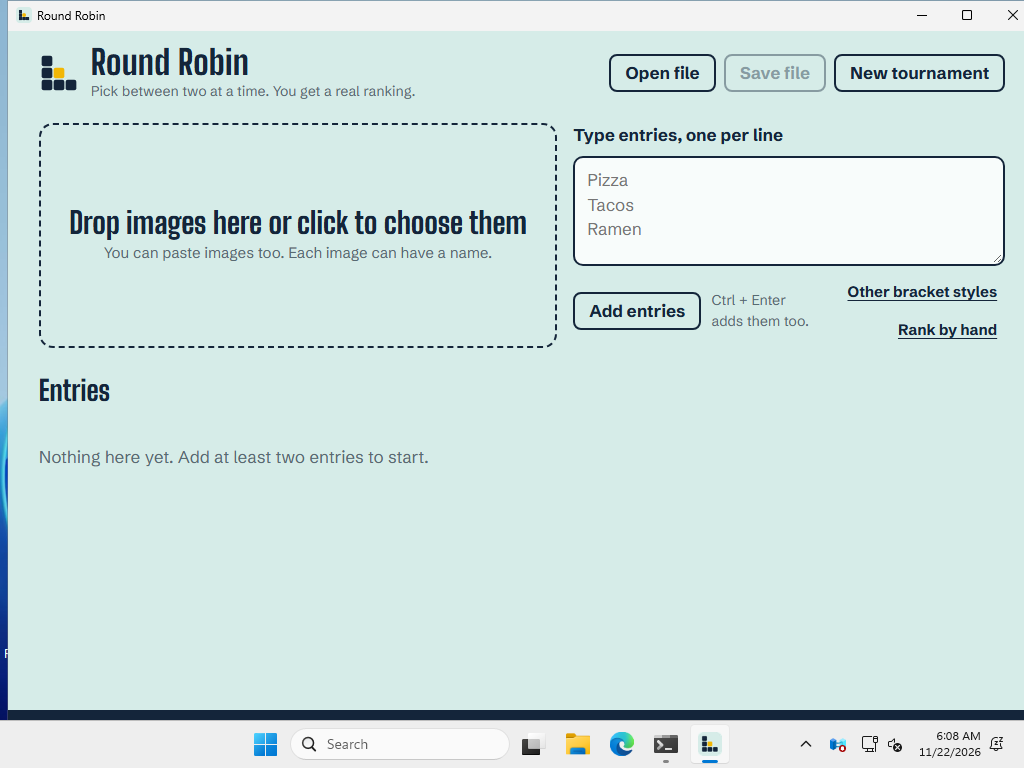 Round Robin
Round Robin
Pick between two at a time. You get a real ranking.
Open file
Save file
New tournament
Drop images here or click to choose them
You can paste images too. Each image can have a name.
Type entries, one per line
Pizza
Tacos
Ramen
Add entries
Ctrl + Enter
adds them too.
Other bracket styles
Rank by hand
Entries
Nothing here yet. Add at least two entries to start.
Search
6:08 AM
11/22/2026